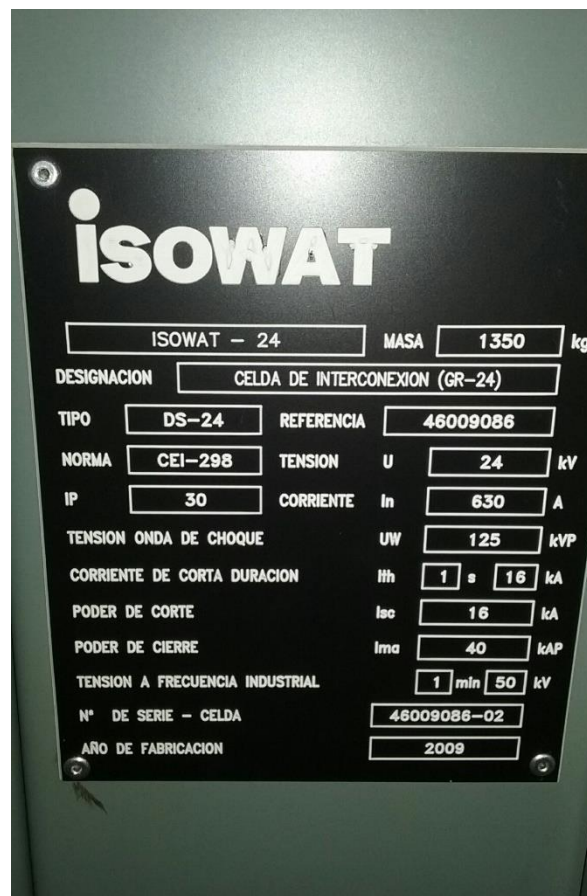 isowat
ISOWAT - 24 MASA 1350 kg
DESIGNACION CELDA DE INTERCONEXION (GR-24)
TIPO DS-24 REFERENCIA 46009086
NORMA CEI-298 TENSION U 24 kV
IP 30 CORRIENTE In 630 A
TENSION ONDA DE CHOQUE UW 125 kVP
CORRIENTE DE CORTA DURACION Ith 1 s 16 kA
PODER DE CORTE Isc 16 kA
PODER DE CIERRE Ima 40 kAP
TENSION A FRECUENCIA INDUSTRIAL 1 min 50 kV
Nº DE SERIE - CELDA 46009086-02
AÑO DE FABRICACION 2009